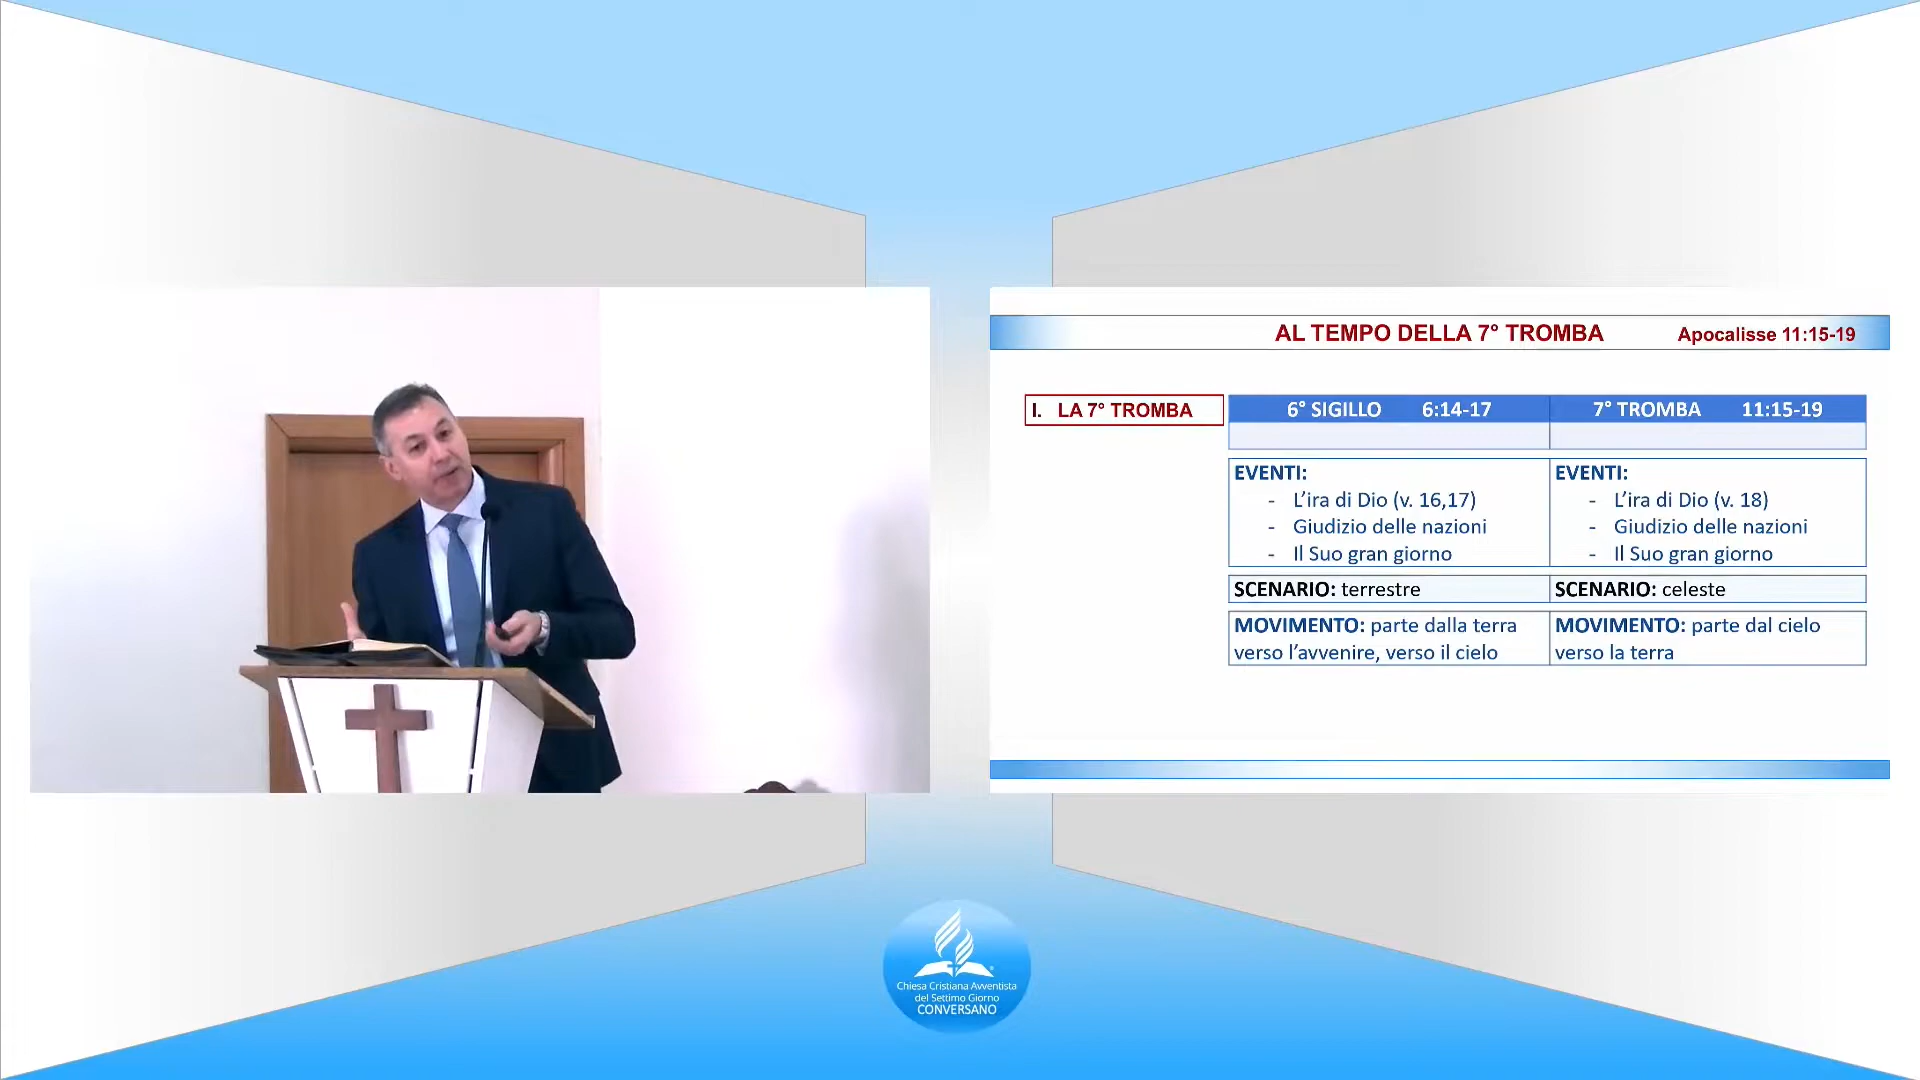 AL TEMPO DELLA 7° TROMBA Apocalisse 11:15-19
I. LA 7° TROMBA
6° SIGILLO 6:14-17
7° TROMBA 11:15-19
EVENTI:
- L’ira di Dio (v. 16,17)
- Giudizio delle nazioni
- Il Suo gran giorno
EVENTI:
- L’ira di Dio (v. 18)
- Giudizio delle nazioni
- Il Suo gran giorno
SCENARIO: terrestre
SCENARIO: celeste
MOVIMENTO: parte dalla terra
verso l’avvenire, verso il cielo
MOVIMENTO: parte dal cielo
verso la terra
Chiesa Cristiana Avventista
del Settimo Giorno
CONVERSANO